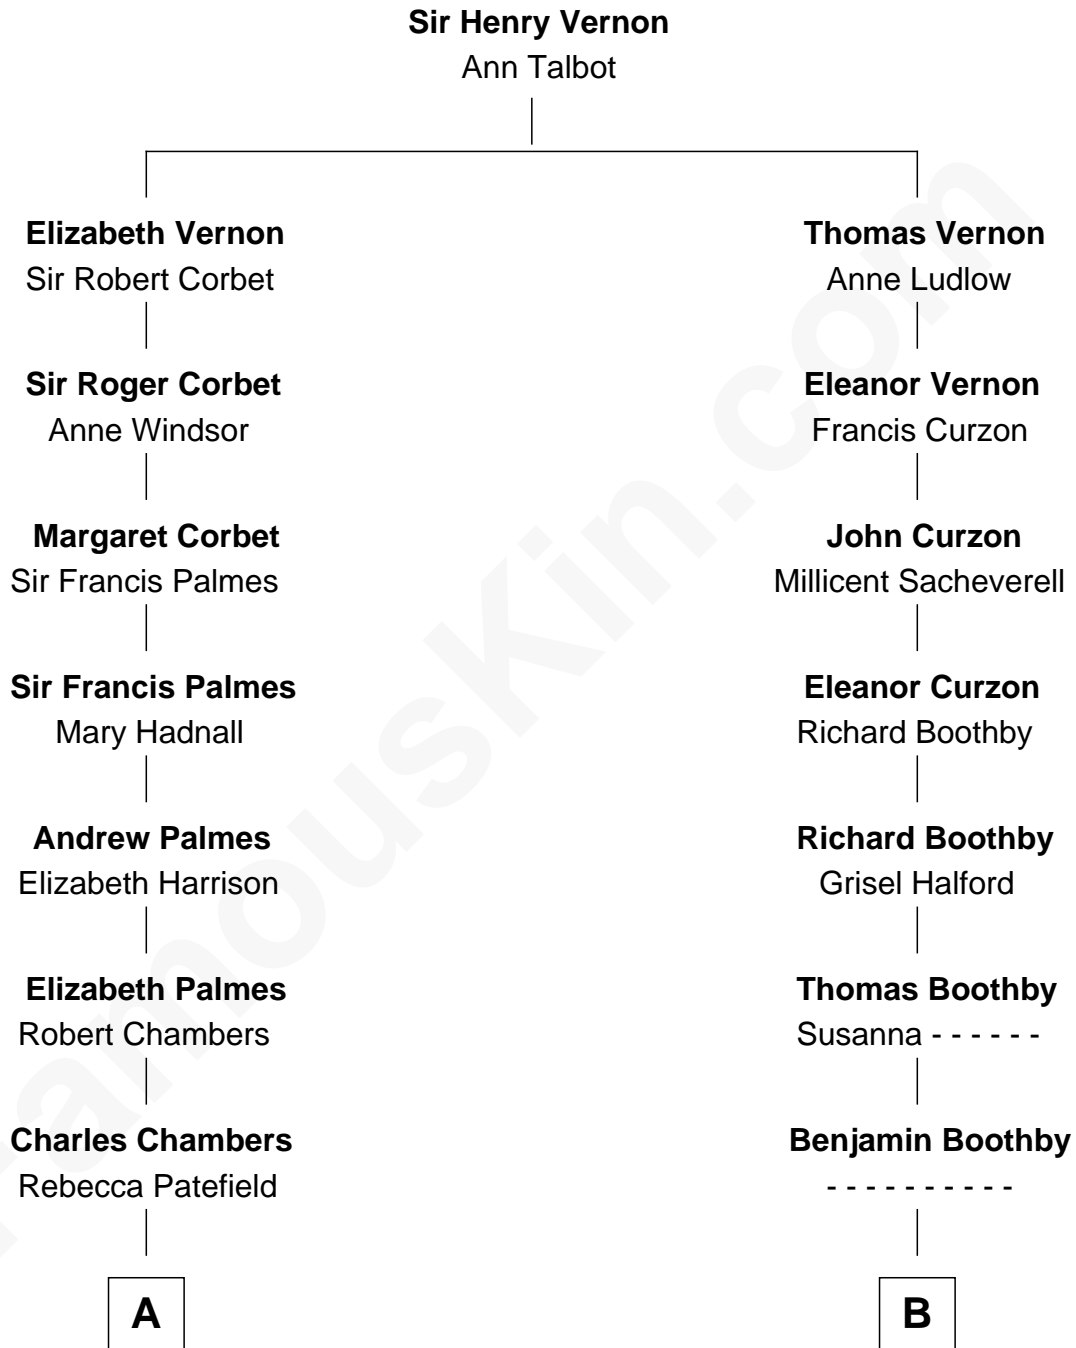 Sir Henry Vernon
Ann Talbot
Elizabeth Vernon
Sir Robert Corbet
Thomas Vernon
Anne Ludlow
Sir Roger Corbet
Anne Windsor
Eleanor Vernon
Francis Curzon
Margaret Corbet
Sir Francis Palmes
John Curzon
Millicent Sacheverell
Sir Francis Palmes
Mary Hadnall
Eleanor Curzon
Richard Boothby
Andrew Palmes
Elizabeth Harrison
Richard Boothby
Grisel Halford
Elizabeth Palmes
Robert Chambers
Thomas Boothby
Susanna - - - - - -
Charles Chambers
Rebecca Patefield
Benjamin Boothby
- - - - - - - - - -
A
B
FamousKin.com